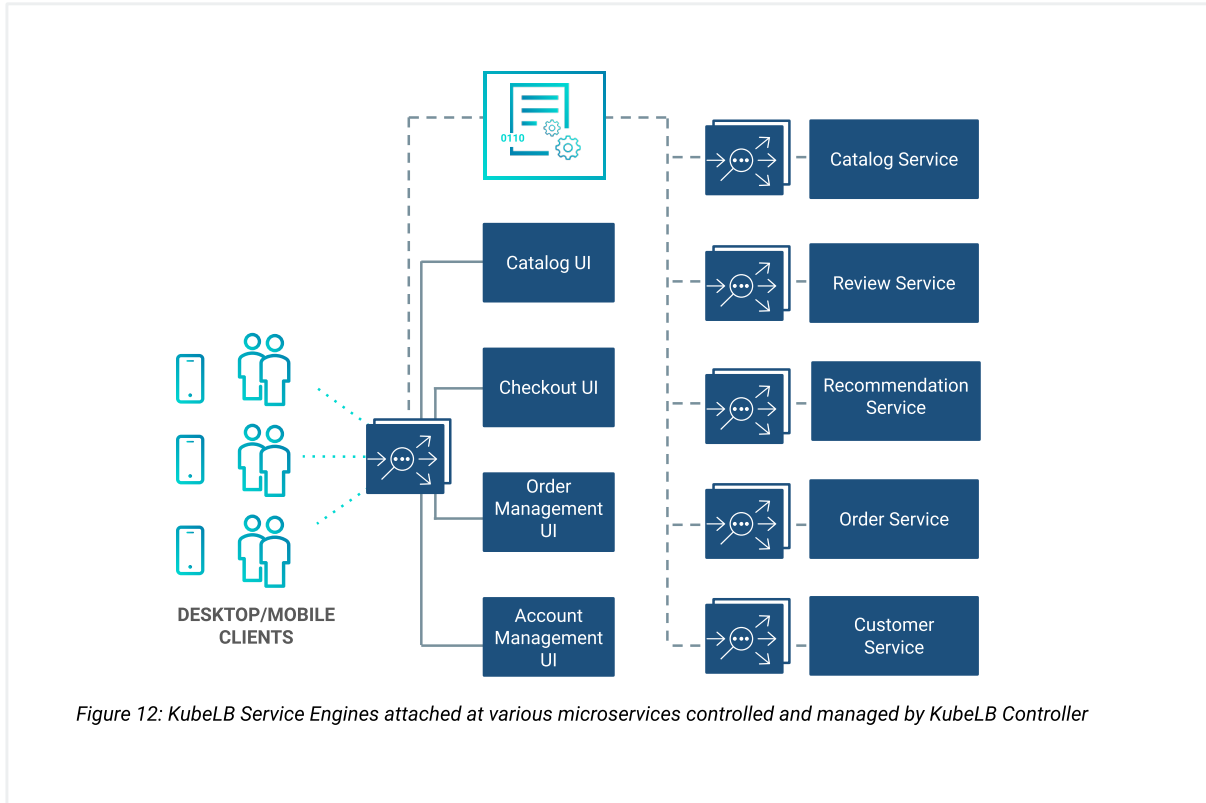 0110
Catalog Service
Catalog UI
Review Service
Checkout UI
Recommendation
Service
Order
Management
UI
Order Service
DESKTOP/MOBILE
CLIENTS
Account
Management
UI
Customer
Service
Figure 12: KubeLB Service Engines attached at various microservices controlled and managed by KubeLB Controller